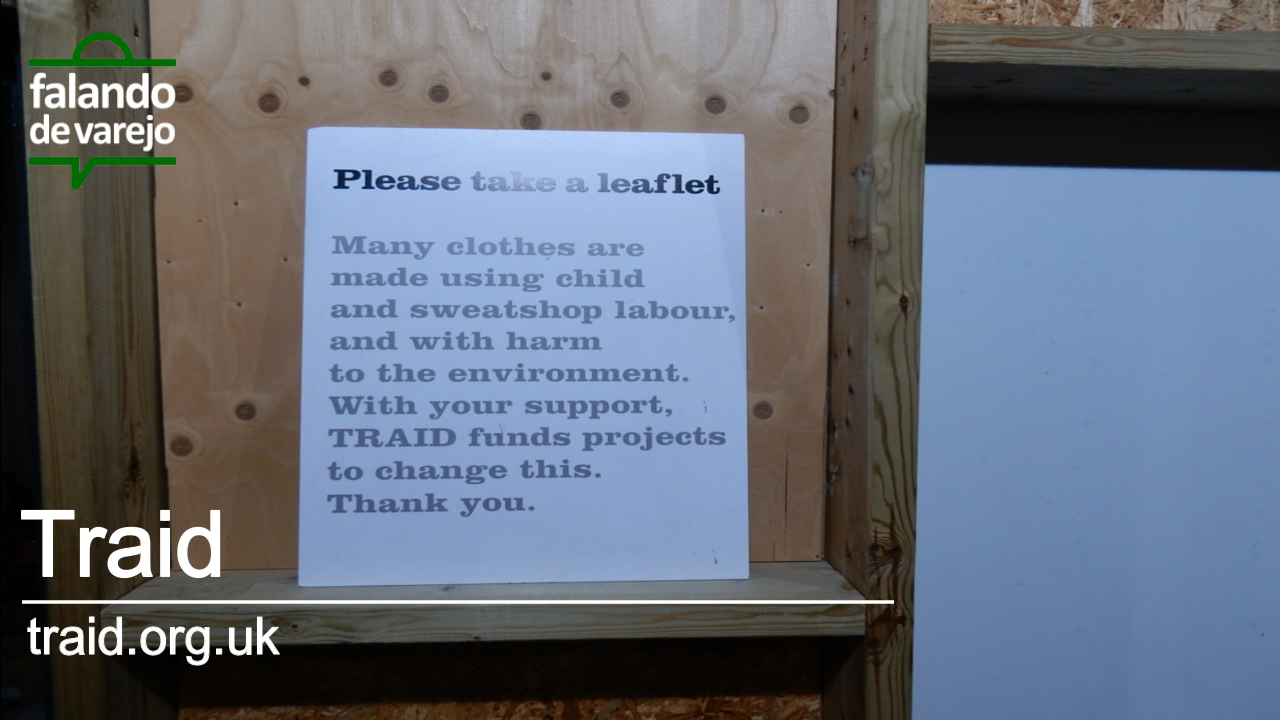 falando
de varejo
Please take a leaflet
Many clothes are
made using child
and sweatshop labour,
and with harm
to the environment.
With your support,
TRAID funds projects
to change this.
Thank you.
Traid
traid.org.uk